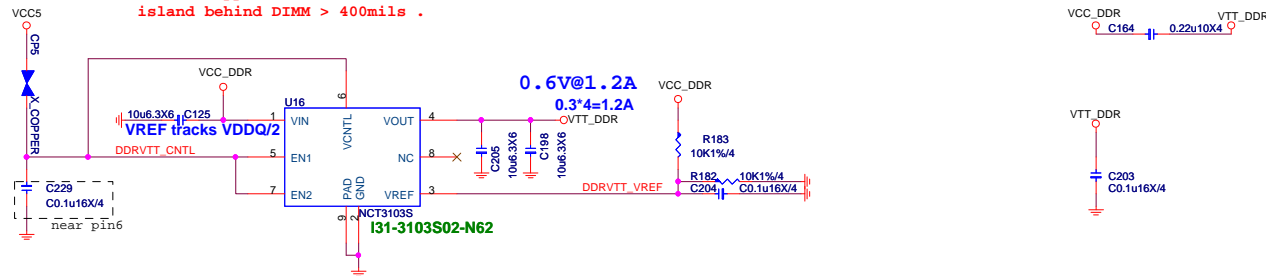 island behind DIMM > 400mils .
VCC5
CP5
X_COPPER
VCC_DDR
10u6.3X6
C125
VREF tracks VDDQ/2
DDRVTT_CNTL
C229
C0.1u16X/4
near pin6
U16
6
1
VIN
VCNTL
VOUT
4
5
EN1
NC
8
7
EN2
PAD
GND
VREF
3
9
2
NCT3103S
I31-3103S02-N62
0.6V@1.2A
0.3*4=1.2A
VTT_DDR
C205
10u6.3X6
C198
10u6.3X6
VCC_DDR
R183
10K1%/4
R182
10K1%/4
C204
C0.1u16X/4
DDRVTT_VREF
VCC_DDR
C164
0.22u10X4
VTT_DDR
VTT_DDR
C203
C0.1u16X/4